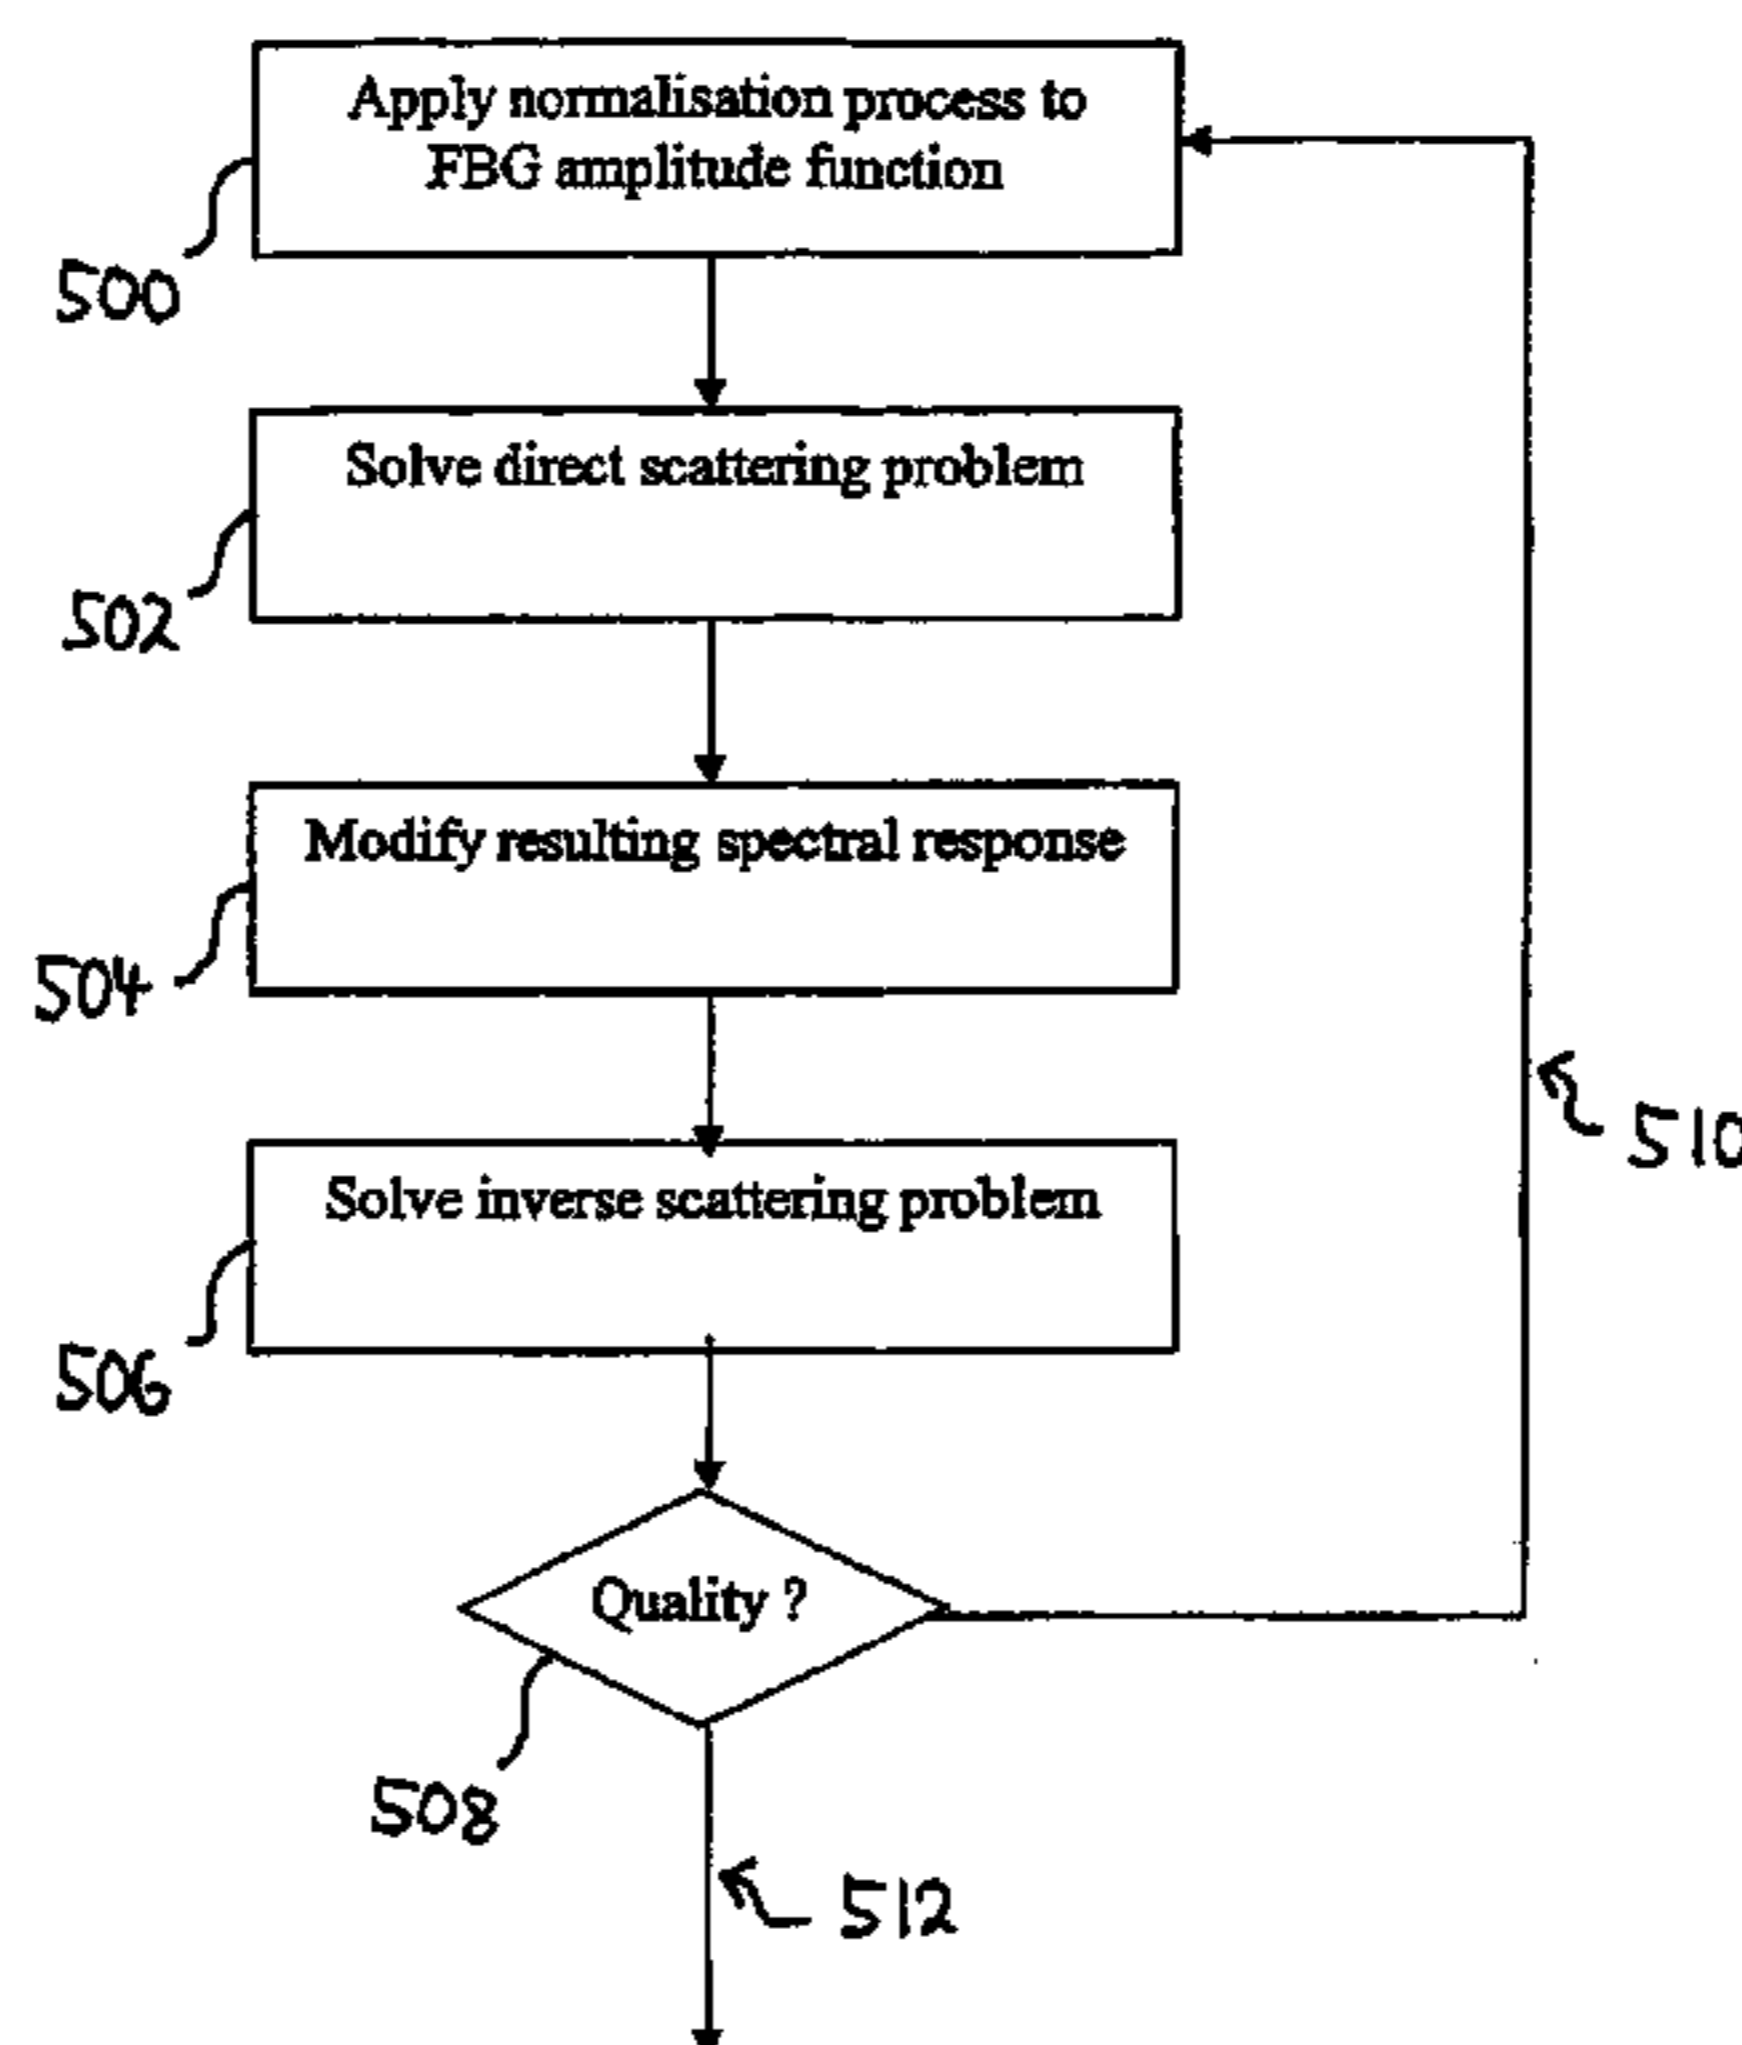 Apply normalisation process to
FBG amplitude function
500
Solve direct scattering problem
502
Modify resulting spectral response
504
510
Solve inverse scattering problem
506
Quality ?
508
512